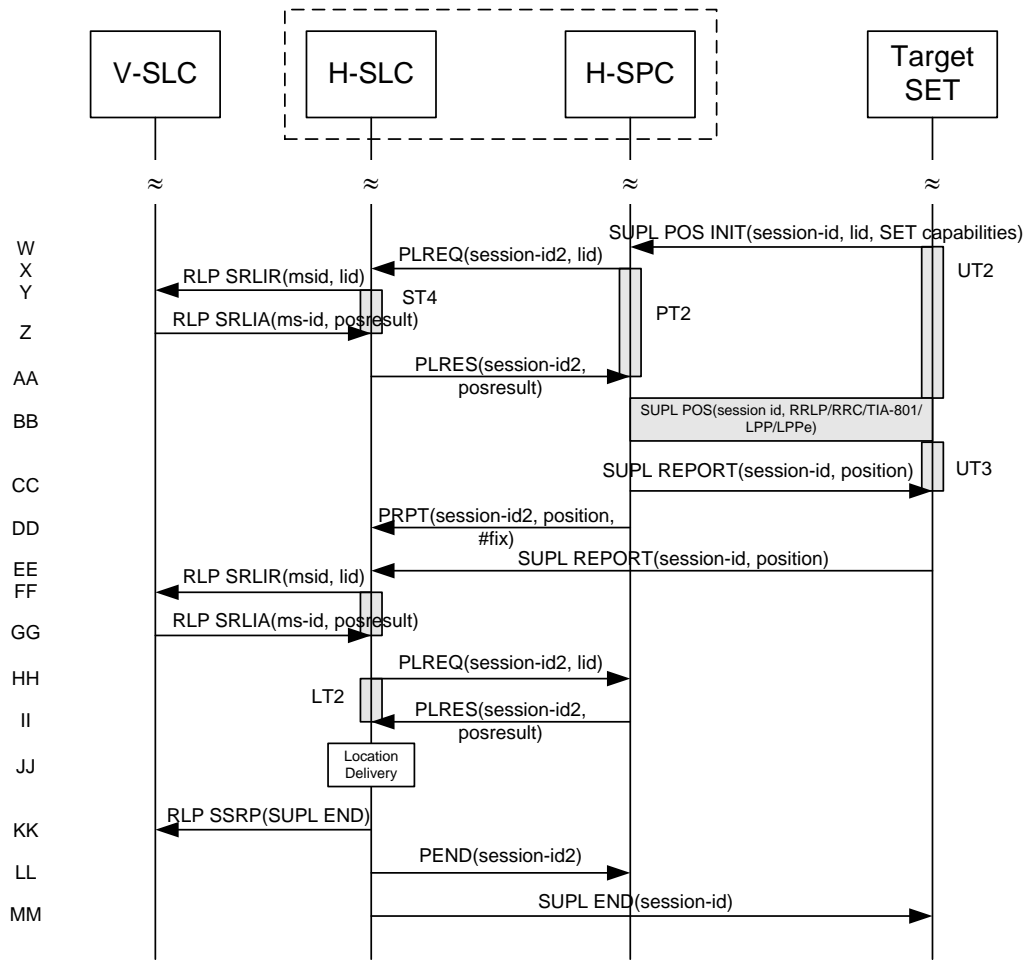 V-SLC
H-SLC
H-SPC
Target
SET
≈
≈
≈
≈
W
SUPL POS INIT(session-id, lid, SET capabilities)
X
PLREQ(session-id2, lid)
UT2
Y
RLP SRLIR(msid, lid)
ST4
PT2
Z
RLP SRLIA(ms-id, posresult)
AA
PLRES(session-id2,
posresult)
BB
SUPL POS(session id, RRLP/RRC/TIA-801/
LPP/LPPe)
CC
SUPL REPORT(session-id, position)
UT3
DD
PRPT(session-id2, position,
#fix)
EE
SUPL REPORT(session-id, position)
FF
RLP SRLIR(msid, lid)
GG
RLP SRLIA(ms-id, posresult)
HH
PLREQ(session-id2, lid)
LT2
II
PLRES(session-id2,
posresult)
JJ
Location
Delivery
KK
RLP SSRP(SUPL END)
LL
PEND(session-id2)
MM
SUPL END(session-id)